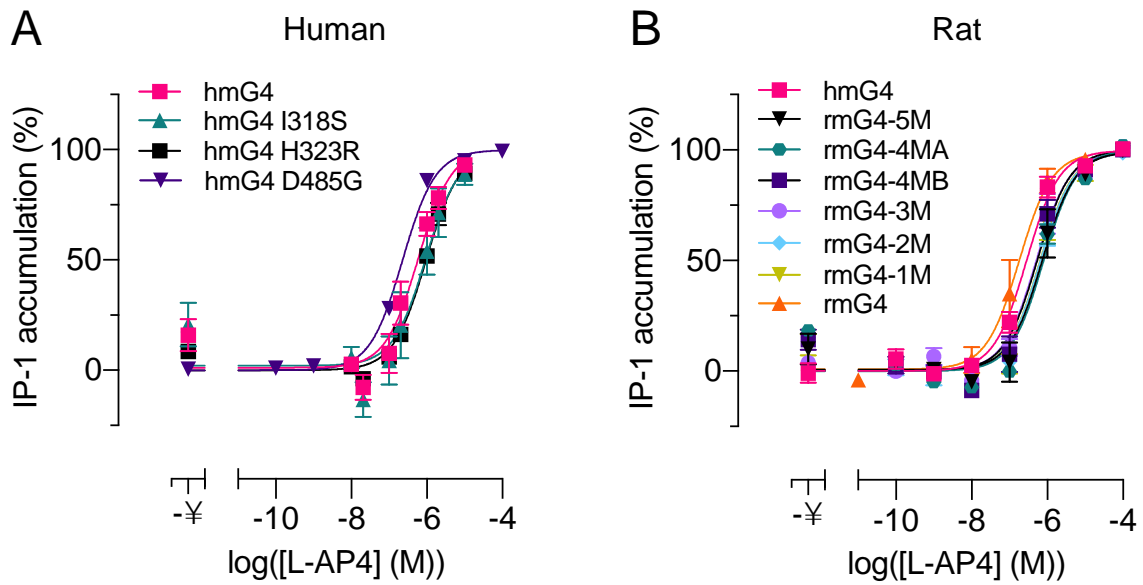 A
Human
hmG4
hmG4 I318S
hmG4 H323R
hmG4 D485G
IP-1 accumulation (%)
100
50
0
-¥
-10
-8
-6
-4
log([L-AP4] (M))
B
Rat
hmG4
rmG4-5M
rmG4-4MA
rmG4-4MB
rmG4-3M
rmG4-2M
rmG4-1M
rmG4
IP-1 accumulation (%)
100
50
0
-¥
-10
-8
-6
-4
log([L-AP4] (M))